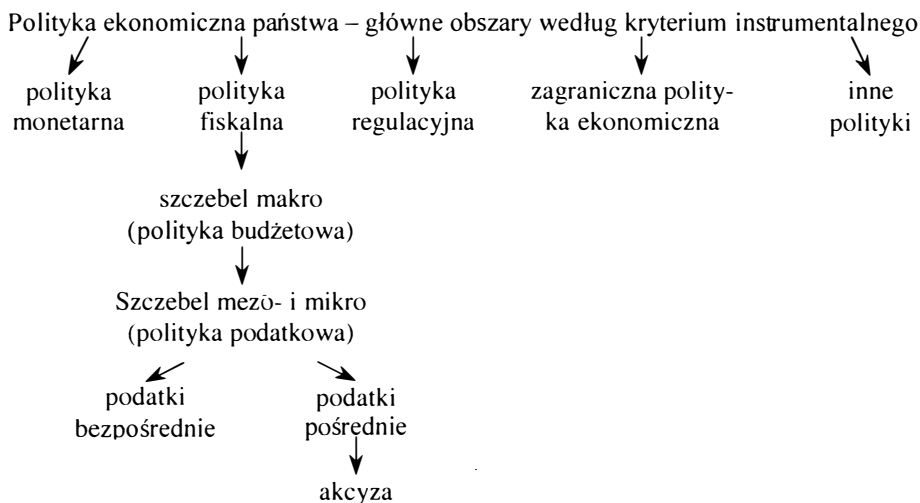 Polityka ekonomiczna państwa – główne obszary według kryterium instrumentalnego
polityka
monetarna
polityka
fiskalna
polityka
regulacyjna
zagraniczna polity-
ka ekonomiczna
inne
polityki
szczebel makro
(polityka budżetowa)
Szczebel mezo- i mikro
(polityka podatkowa)
podatki
bezpośrednie
podatki
pośrednie
akcyza